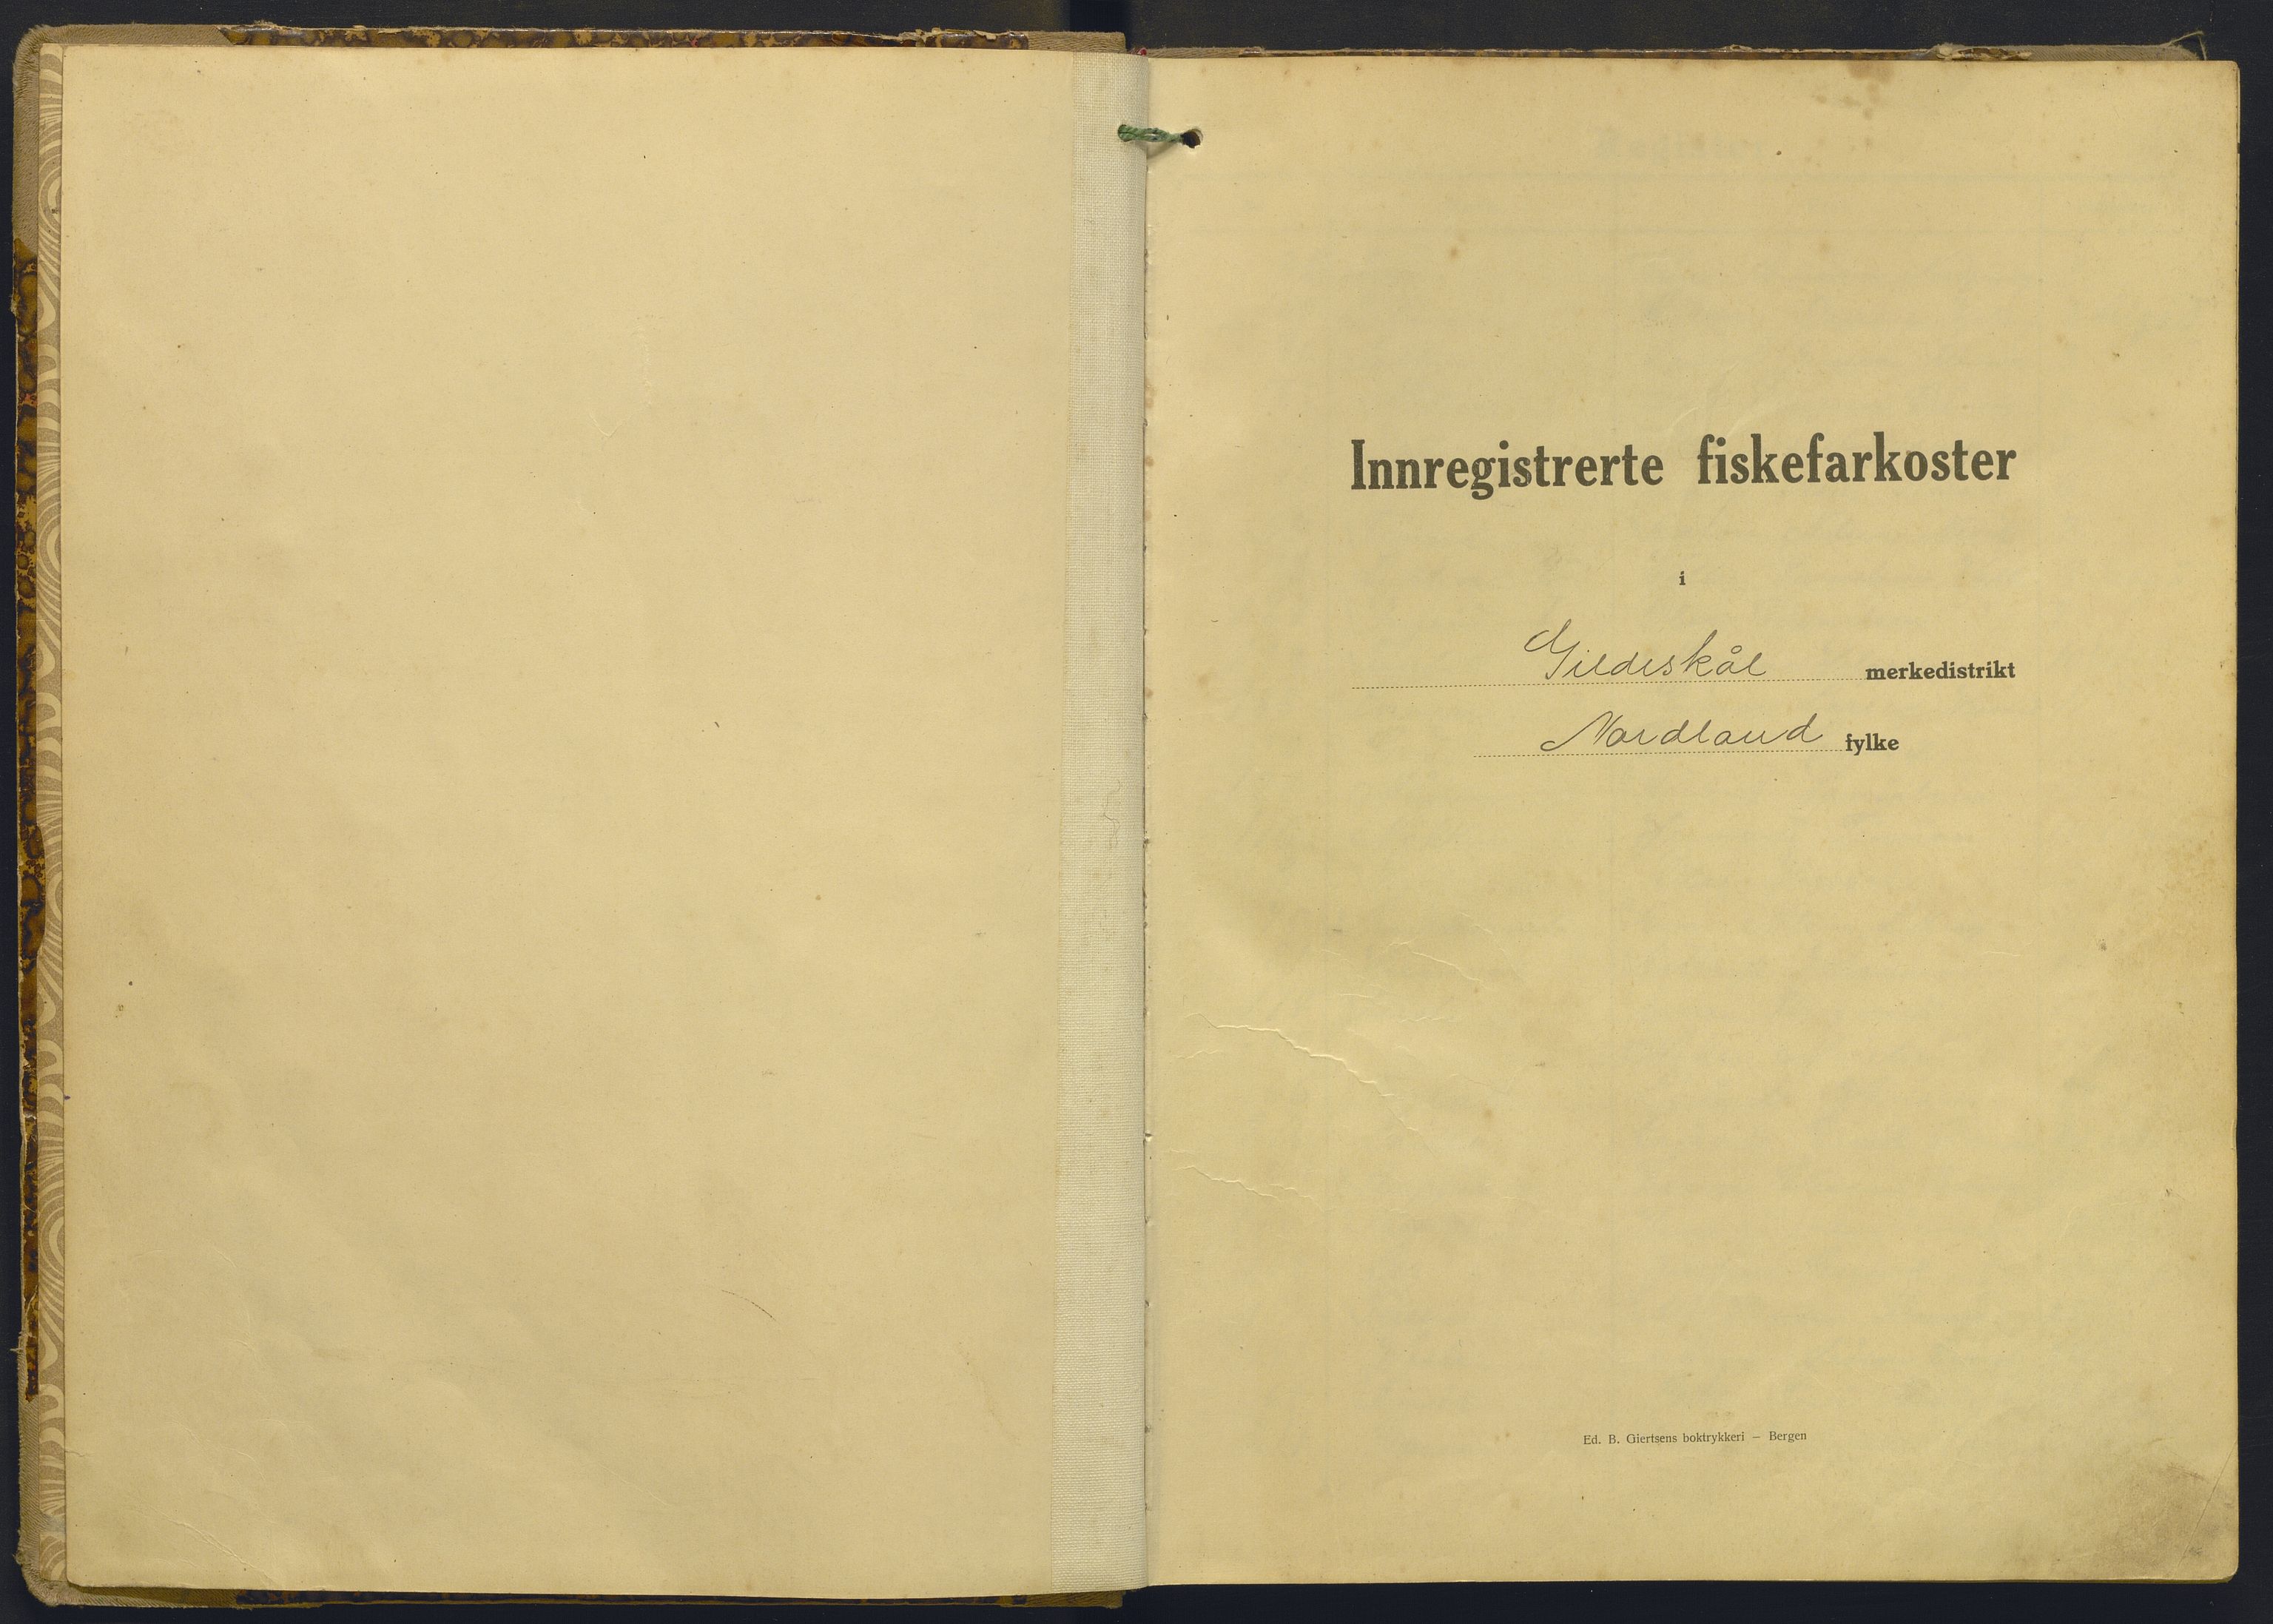 Innregistrerte fiskefarkoster
i
Gildeskål merkedistrikt
Nordland fylke
Ed. B. Giertsens boktrykkeri — Bergen